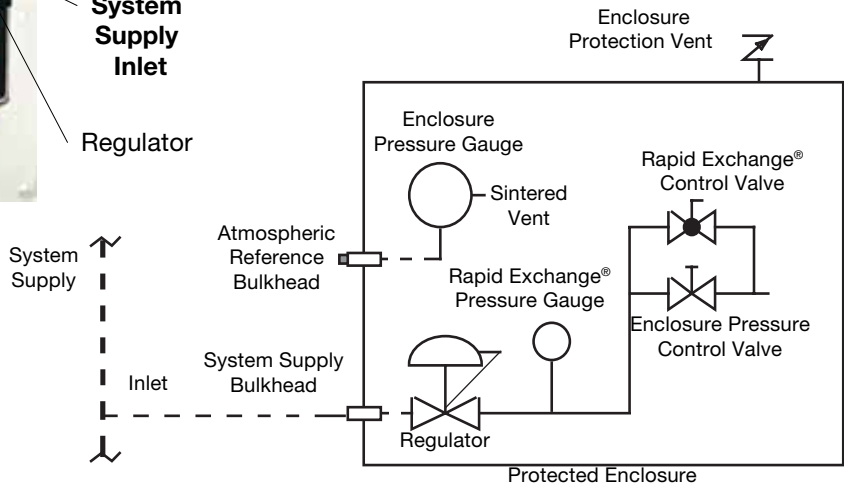 System
Supply
Inlet
Regulator
Enclosure
Protection Vent
Enclosure
Pressure Gauge
Sintered
Vent
Rapid Exchange®
Control Valve
System
Supply
Atmospheric
Reference
Bulkhead
Rapid Exchange®
Pressure Gauge
Enclosure Pressure
Control Valve
System Supply
Bulkhead
Inlet
Regulator
Protected Enclosure